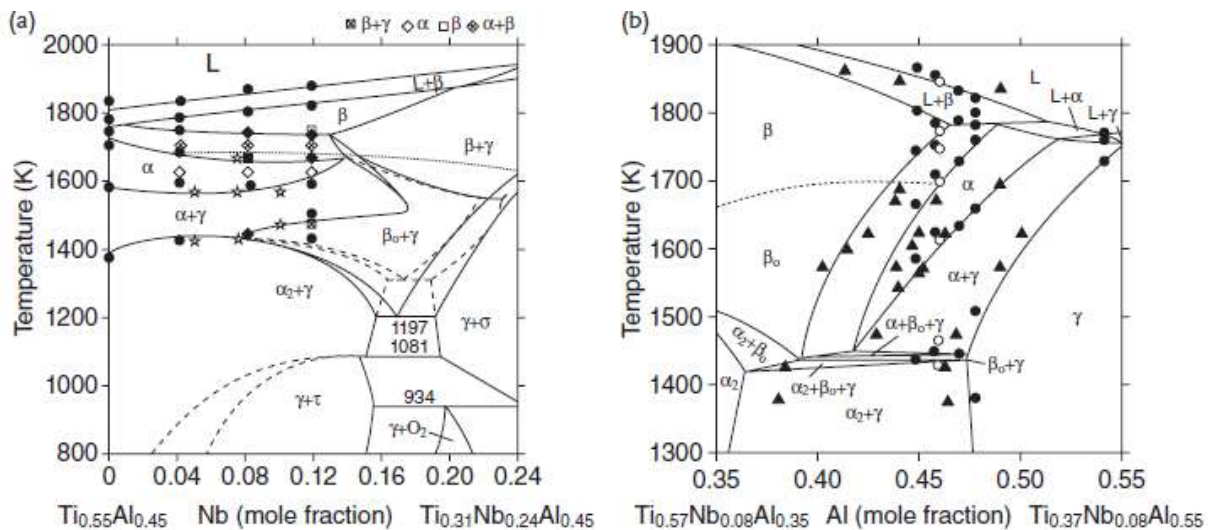 (a)
β+γ α β α+β
2000
1800
1600
1400
1200
1000
800
Temperature (K)
L
L+β
β
β+γ
α
α+γ
β₀+γ
α₂+γ
γ+σ
1197
1081
934
γ+τ
γ+O₂
0 0.04 0.08 0.12 0.16 0.20 0.24
Ti₀.₅₅Al₀.₄₅ Nb (mole fraction) Ti₀.₃₁Nb₀.₂₄Al₀.₄₅
(b)
1900
1800
1700
1600
1500
1400
1300
Temperature (K)
L
L+β
L+α
L+γ
β
α
β₀
α+γ
γ
α₂+β₀
α+β₀+γ
β₀+γ
α₂
α₂+β₀+γ
α₂+γ
0.35 0.40 0.45 0.50 0.55
Ti₀.₅₇Nb₀.₀₈Al₀.₃₅ Al (mole fraction) Ti₀.₃₇Nb₀.₀₈Al₀.₅₅